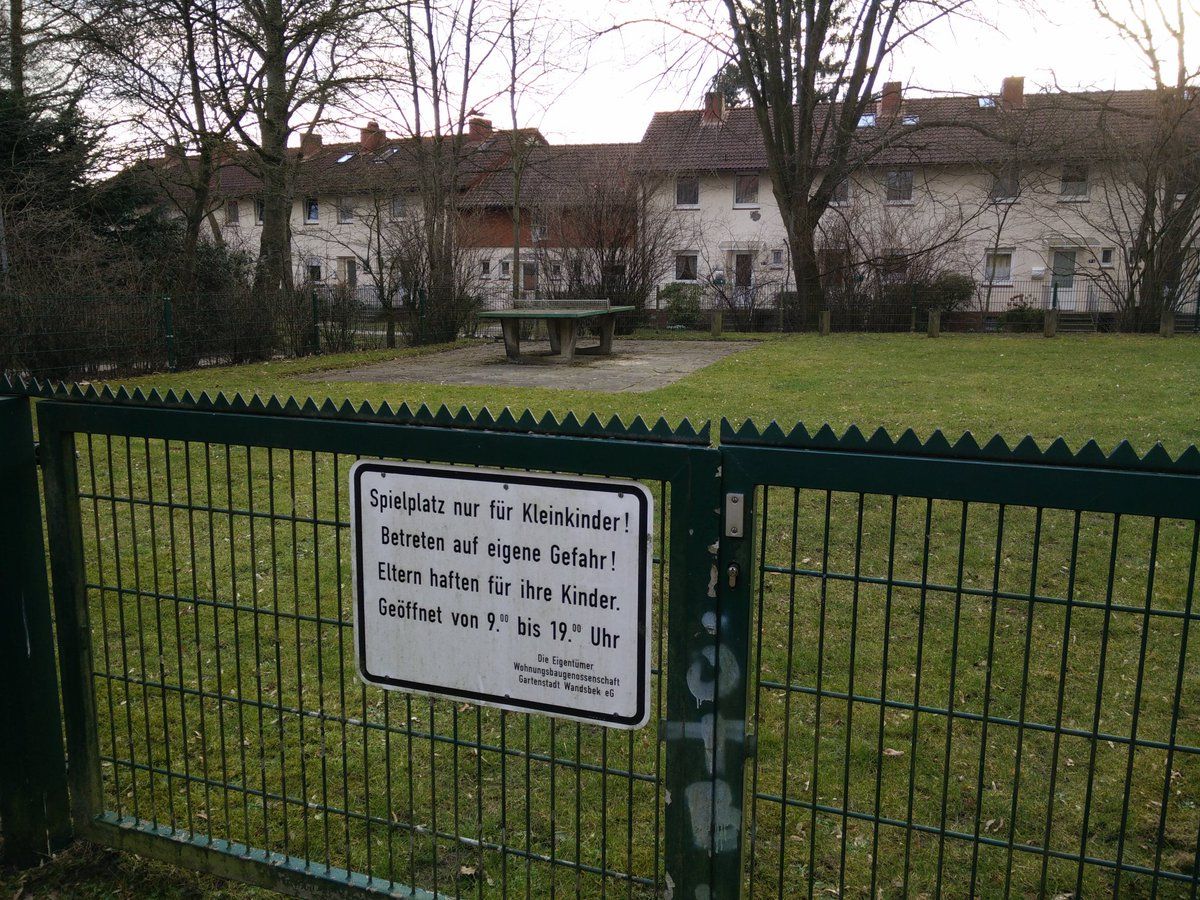 Spielplatz nur für Kleinkinder!
Betreten auf eigene Gefahr!
Eltern haften für ihre Kinder.
Geöffnet von 9.00 bis 19.00 Uhr
Die Eigentümer
Wohnungsbaugenossenschaft
Gartenstadt Wandsbek eG